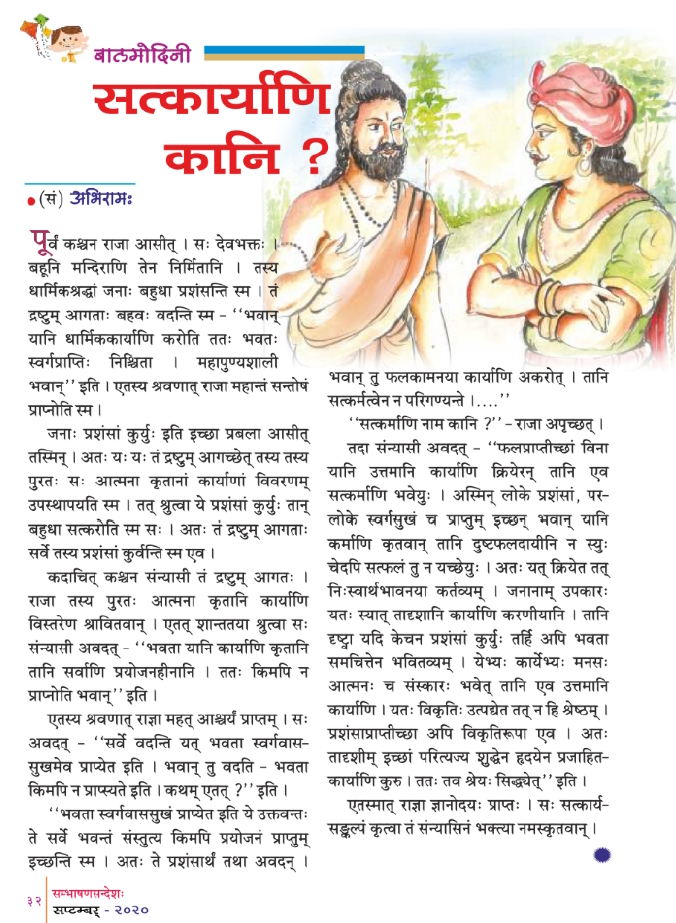 बालमोदिनी
सत्कार्याणि
कानि ?
• (सं) अभिरामः
पूर्वं कश्चन राजा आसीत् । सः देवभक्तः ।
बहूनि मन्दिराणि तेन निर्मितानि । तस्य
धार्मिकश्रद्धां जनाः बहुधा प्रशंसन्ति स्म । तं
द्रष्टुम् आगताः बहवः वदन्ति स्म – ‘‘भवान्
यानि धार्मिककार्याणि करोति ततः भवतः
स्वर्गप्राप्तिः निश्चिता । महापुण्यशाली
भवान्’’ इति । एतस्य श्रवणात् राजा महान्तं सन्तोषं
प्राप्नोति स्म ।
जनाः प्रशंसां कुर्युः इति इच्छा प्रबला आसीत्
तस्मिन् । अतः यः यः तं द्रष्टुम् आगच्छेत् तस्य तस्य
पुरतः सः आत्मना कृतानां कार्याणां विवरणम्
उपस्थापयति स्म । तत् श्रुत्वा ये प्रशंसां कुर्युः तान्
बहुधा सत्करोति स्म सः । अतः तं द्रष्टुम् आगताः
सर्वे तस्य प्रशंसां कुर्वन्ति स्म एव ।
कदाचित् कश्चन संन्यासी तं द्रष्टुम् आगतः ।
राजा तस्य पुरतः आत्मना कृतानि कार्याणि
विस्तरेण श्रावितवान् । एतत् शान्ततया श्रुत्वा सः
संन्यासी अवदत् – ‘‘भवता यानि कार्याणि कृतानि
तानि सर्वाणि प्रयोजनहीनानि । ततः किमपि न
प्राप्नोति भवान्’’ इति ।
एतस्य श्रवणात् राज्ञा महत् आश्चर्यं प्राप्तम् । सः
अवदत् – ‘‘सर्वे वदन्ति यत् भवता स्वर्गवास–
सुखमेव प्राप्येत इति । भवान् तु वदति – भवता
किमपि न प्राप्स्यते इति । कथम् एतत् ?’’ इति ।
‘‘भवता स्वर्गवाससुखं प्राप्येत इति ये उक्तवन्तः
ते सर्वे भवन्तं संस्तुत्य किमपि प्रयोजनं प्राप्तुम्
इच्छन्ति स्म । अतः ते प्रशंसार्थं तथा अवदन् ।
भवान् तु फलकामनया कार्याणि अकरोत् । तानि
सत्कर्मत्वेन न परिगण्यन्ते ।....’’
‘‘सत्कर्माणि नाम कानि ?’’ – राजा अपृच्छत् ।
तदा संन्यासी अवदत् – ‘‘फलप्राप्तीच्छां विना
यानि उत्तमानि कार्याणि क्रियेरन् तानि एव
सत्कर्माणि भवेयुः । अस्मिन् लोके प्रशंसां, पर–
लोके स्वर्गसुखं च प्राप्तुम् इच्छन् भवान् यानि
कर्माणि कृतवान् तानि दुष्टफलदायीनि न स्युः
चेदपि सत्फलं तु न यच्छेयुः । अतः यत् क्रियेत तत्
निःस्वार्थभावनया कर्तव्यम् । जनानाम् उपकारः
यतः स्यात् तादृशानि कार्याणि करणीयानि । तानि
दृष्ट्वा यदि केचन प्रशंसां कुर्युः तर्हि अपि भवता
समचित्तेन भवितव्यम् । येभ्यः कार्येभ्यः मनसः
आत्मनः च संस्कारः भवेत् तानि एव उत्तमानि
कार्याणि । यतः विकृतिः उत्पद्येत तत् न हि श्रेष्ठम् ।
प्रशंसाप्राप्तीच्छा अपि विकृतिरूपा एव । अतः
तादृशीम् इच्छां परित्यज्य शुद्धेन हृदयेन प्रजाहित–
कार्याणि कुरु । ततः तव श्रेयः सिद्ध्येत्’’ इति ।
एतस्मात् राज्ञा ज्ञानोदयः प्राप्तः । सः सत्कार्य–
सङ्कल्पं कृत्वा तं संन्यासिनं भक्त्या नमस्कृतवान् ।
३२
सम्भाषणसन्देशः
सप्टम्बर् – २०२०